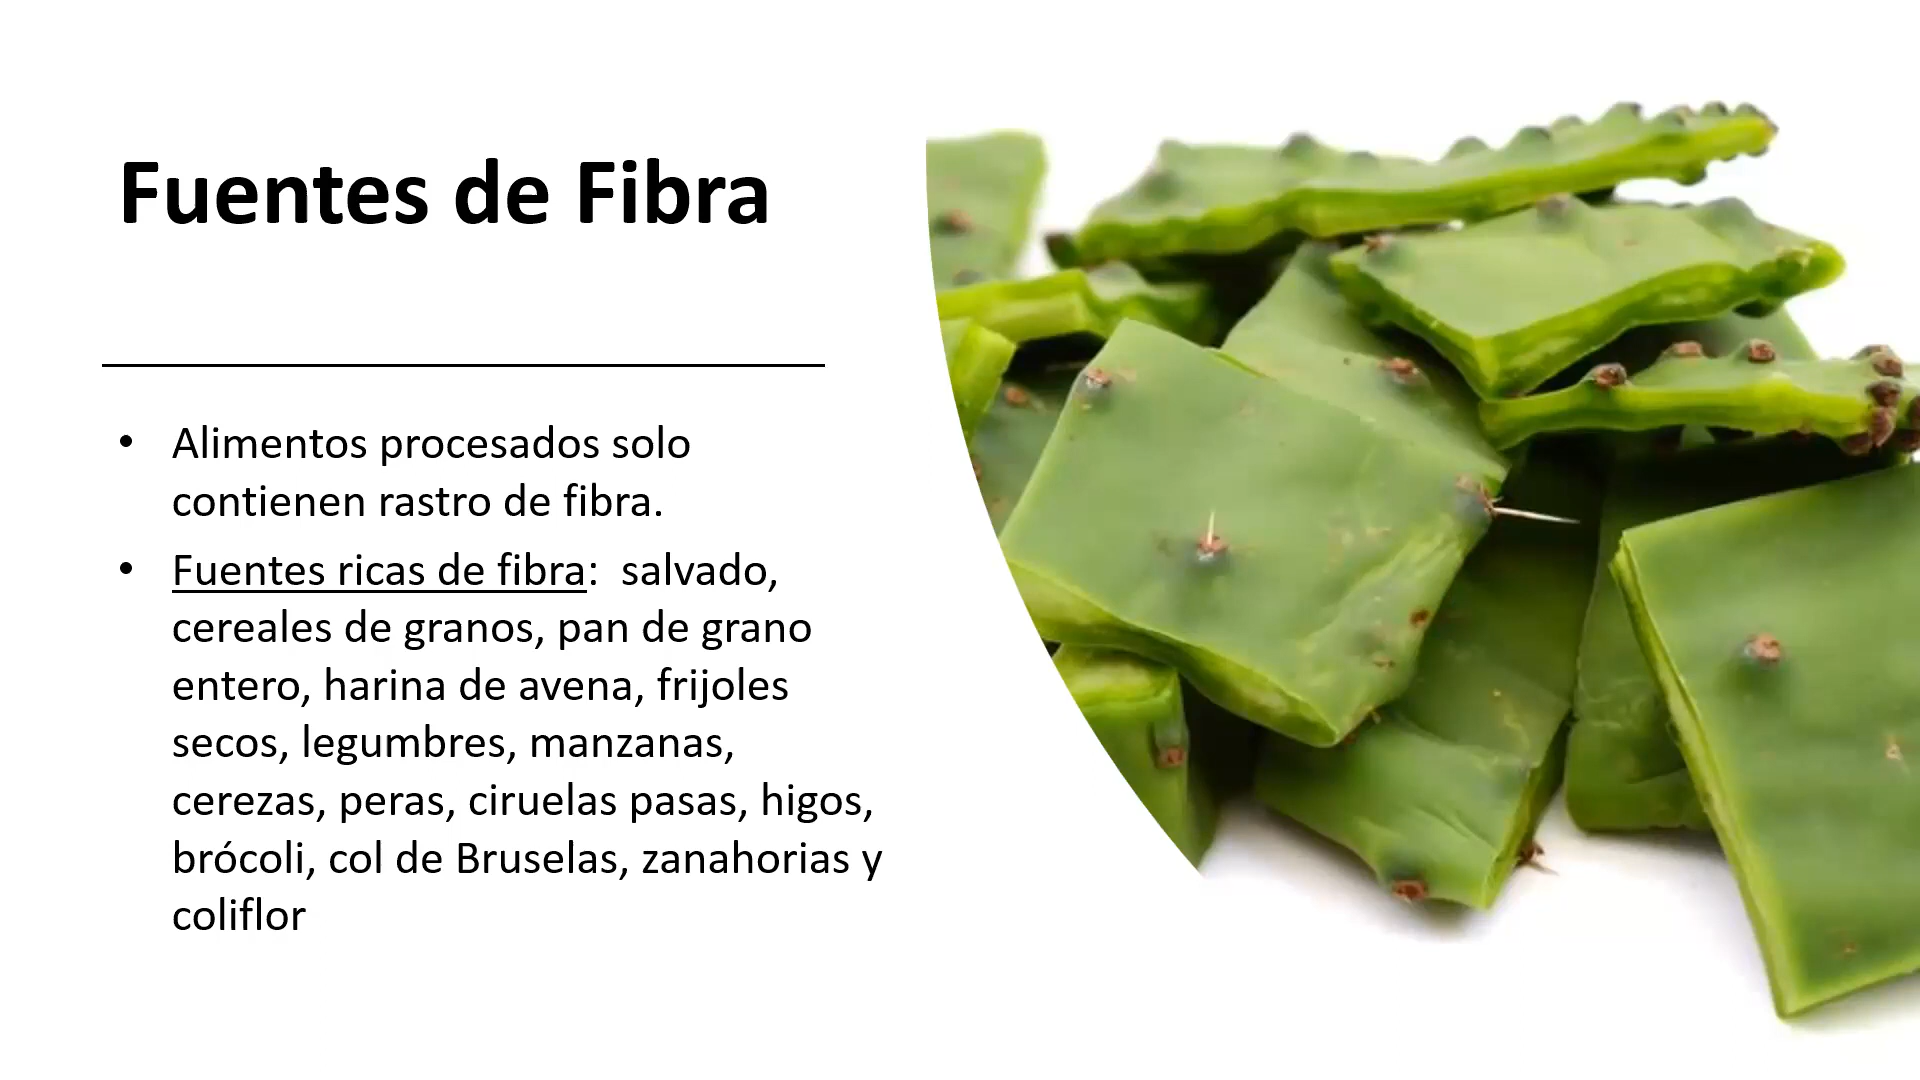 Fuentes de Fibra
• Alimentos procesados solo
contienen rastro de fibra.
• Fuentes ricas de fibra:  salvado,
cereales de granos, pan de grano
entero, harina de avena, frijoles
secos, legumbres, manzanas,
cerezas, peras, ciruelas pasas, higos,
brócoli, col de Bruselas, zanahorias y
coliflor